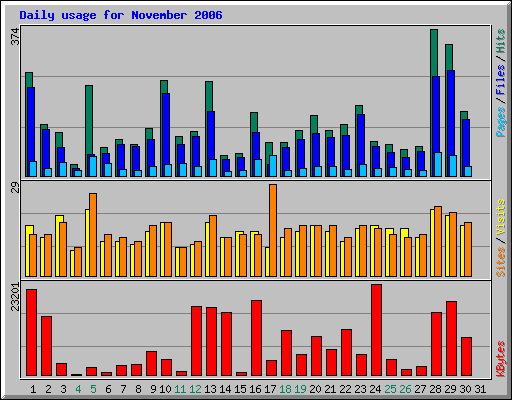 Daily usage for November 2006
374
Pages / Files / Hits
29
Sites / Visits
23201
KBytes
1 2 3 4 5 6 7 8 9 10 11 12 13 14 15 16 17 18 19 20 21 22 23 24 25 26 27 28 29 30 31